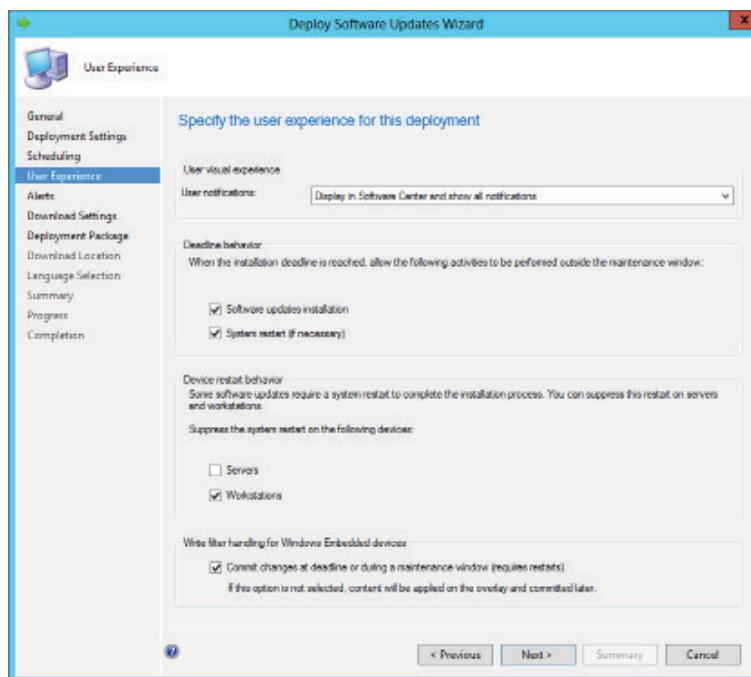 Deploy Software Updates Wizard
x
User Experience
General
Deployment Settings
Scheduling
User Experience
Alerts
Download Settings
Deployment Package
Download Location
Language Selection
Summary
Progress
Completion
Specify the user experience for this deployment
User visual experience
User notifications:
Display in Software Center and show all notifications
Deadline behavior
When the installation deadline is reached, allow the following activities to be performed outside the maintenance window:
Software updates installation
System restart (if necessary)
Device restart behavior
Some software updates require a system restart to complete the installation process. You can suppress this restart on servers
and workstations.
Suppress the system restart on the following devices:
Servers
Workstations
Write filter handling for Windows Embedded devices
Commit changes at deadline or during a maintenance window (requires restarts)
If this option is not selected, content will be applied on the overlay and committed later.
?
< Previous
Next >
Summary
Cancel